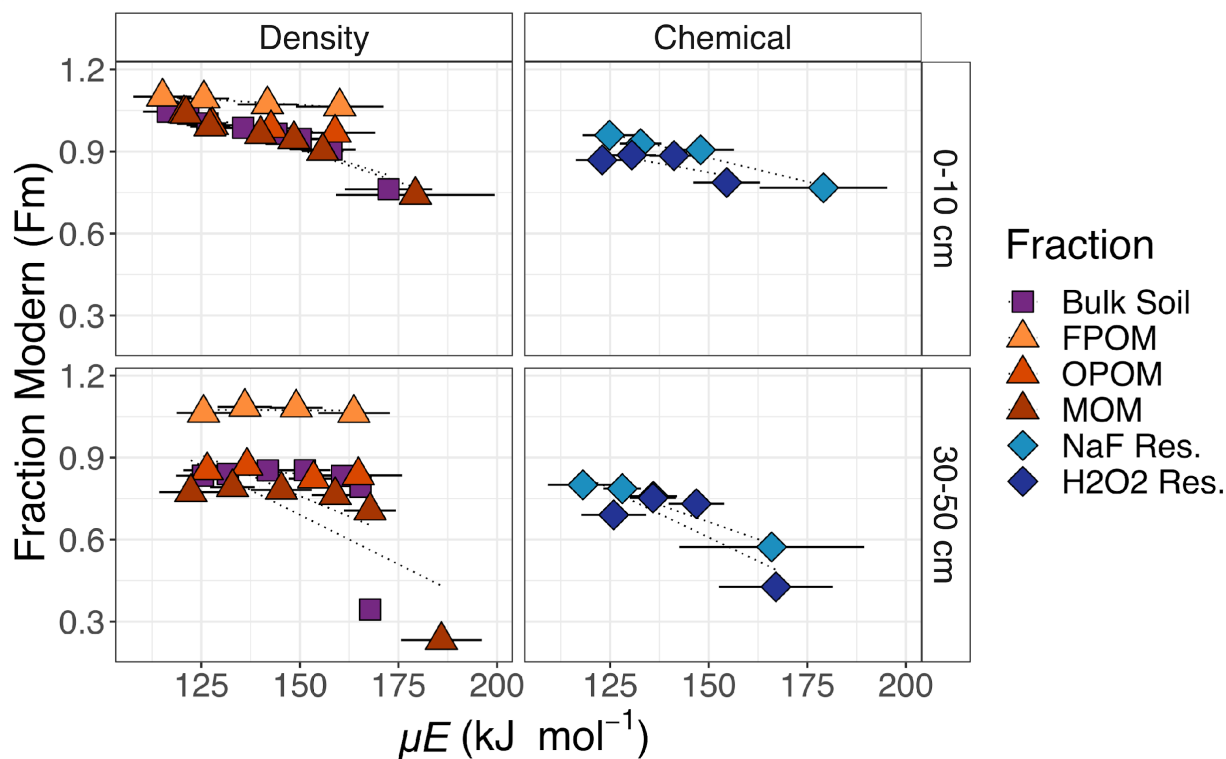 Density
Chemical
1.2
0.9
0.6
0.3
0-10 cm
1.2
0.9
0.6
0.3
30-50 cm
125 150 175 200
125 150 175 200
Fraction Modern (Fm)
µE (kJ mol⁻¹)
Fraction
Bulk Soil
FPOM
OPOM
MOM
NaF Res.
H2O2 Res.